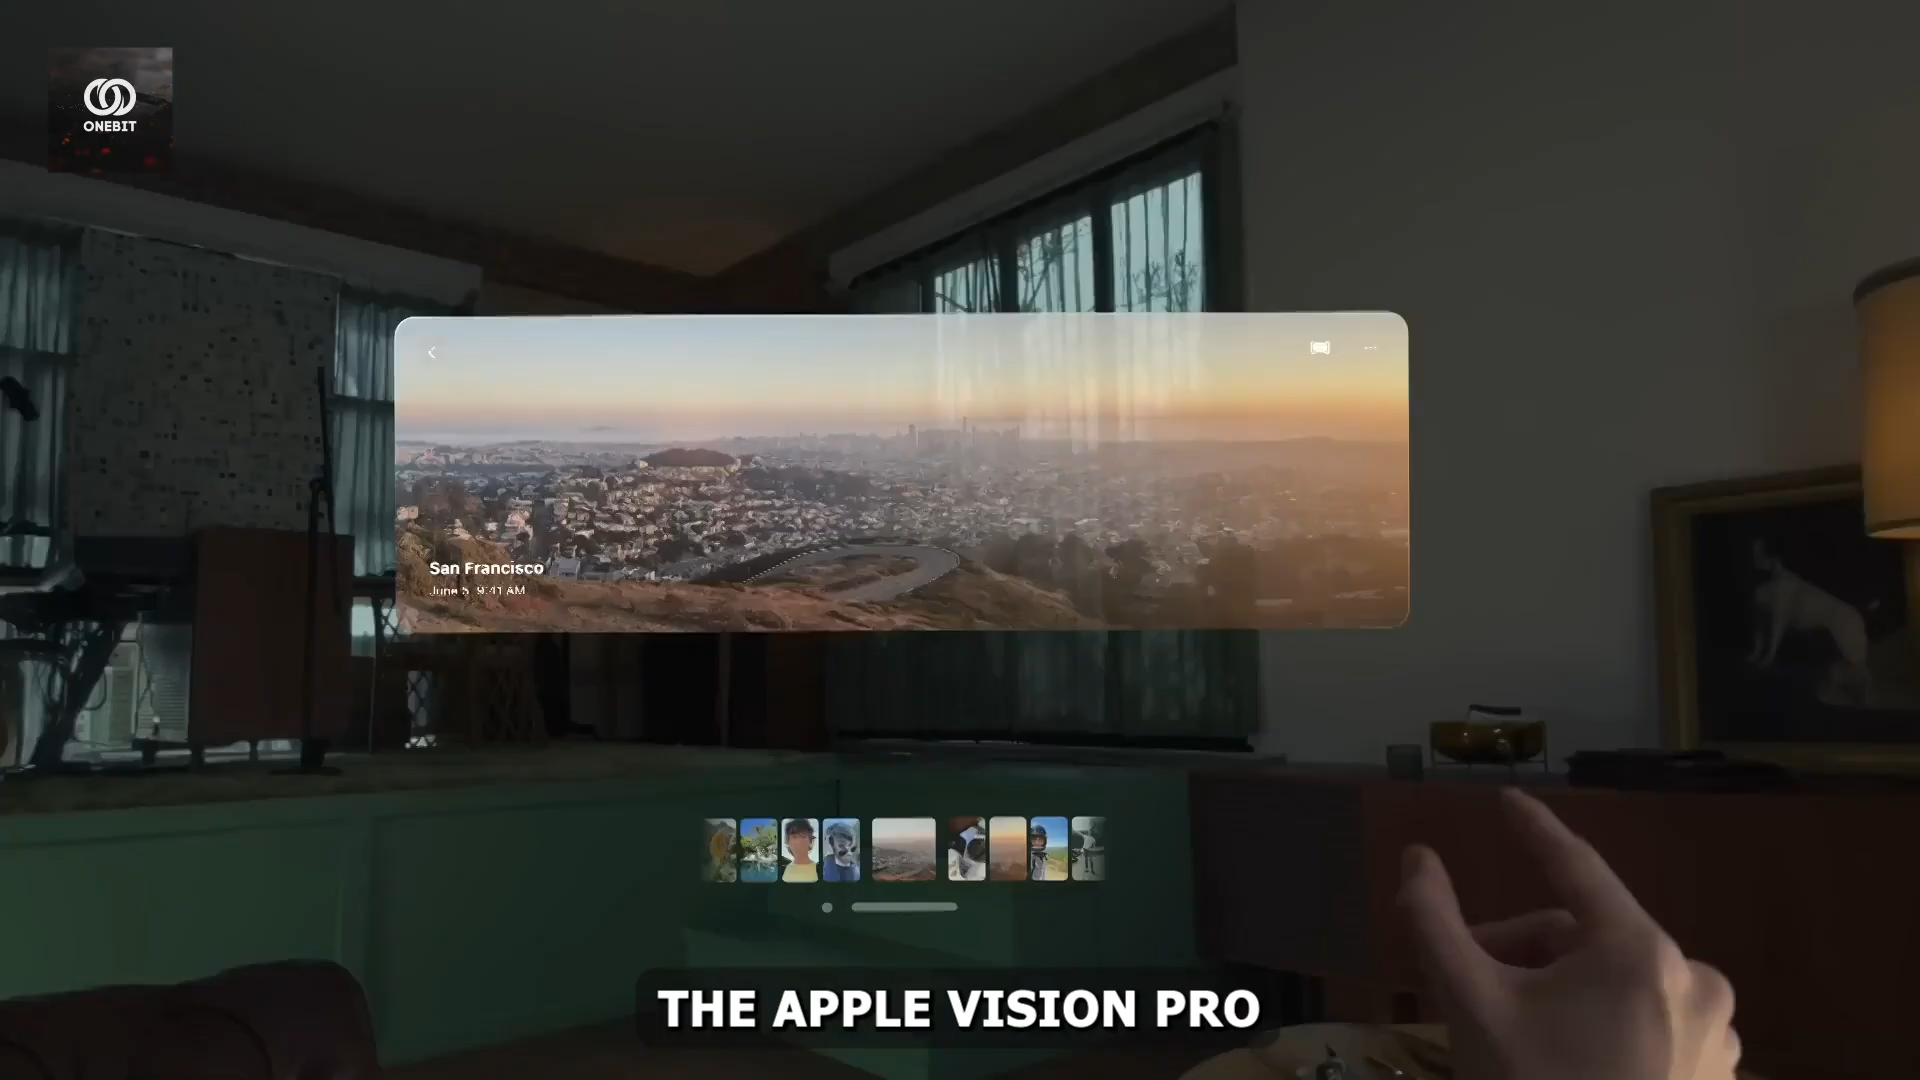 ONEBIT
San Francisco
June 5, 9:41 AM
THE APPLE VISION PRO